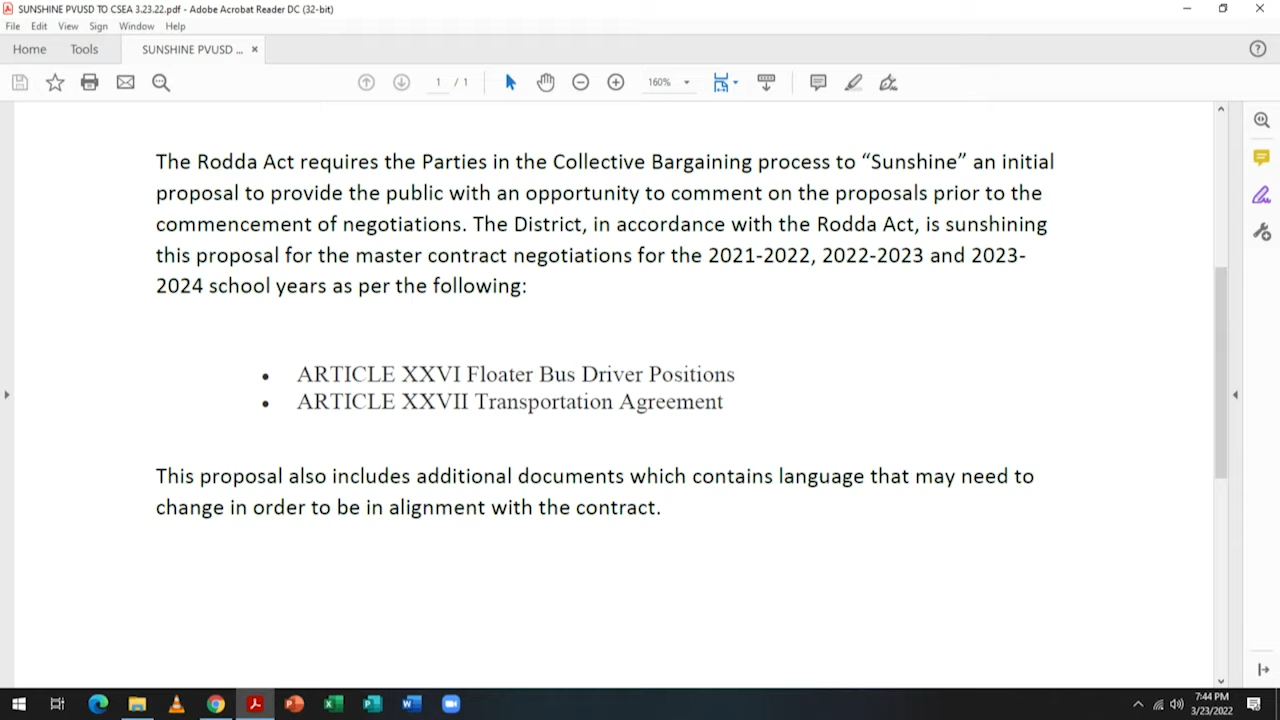 SUNSHINE PVUSD TO CSEA 3.23.22.pdf - Adobe Acrobat Reader DC (32-bit)
File Edit View Sign Window Help
Home Tools SUNSHINE PVUSD ... ×
1 / 1 160%
The Rodda Act requires the Parties in the Collective Bargaining process to “Sunshine” an initial
proposal to provide the public with an opportunity to comment on the proposals prior to the
commencement of negotiations. The District, in accordance with the Rodda Act, is sunshining
this proposal for the master contract negotiations for the 2021-2022, 2022-2023 and 2023-
2024 school years as per the following:
• ARTICLE XXVI Floater Bus Driver Positions
• ARTICLE XXVII Transportation Agreement
This proposal also includes additional documents which contains language that may need to
change in order to be in alignment with the contract.
7:44 PM
3/23/2022